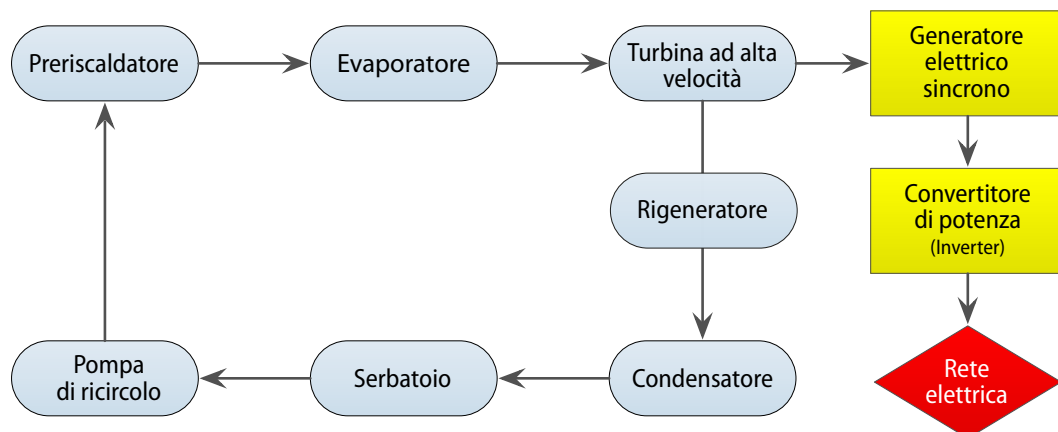 Preriscaldatore
Evaporatore
Turbina ad alta
velocità
Generatore
elettrico
sincrono
Rigeneratore
Convertitore
di potenza
(Inverter)
Pompa
di ricircolo
Serbatoio
Condensatore
Rete
elettrica